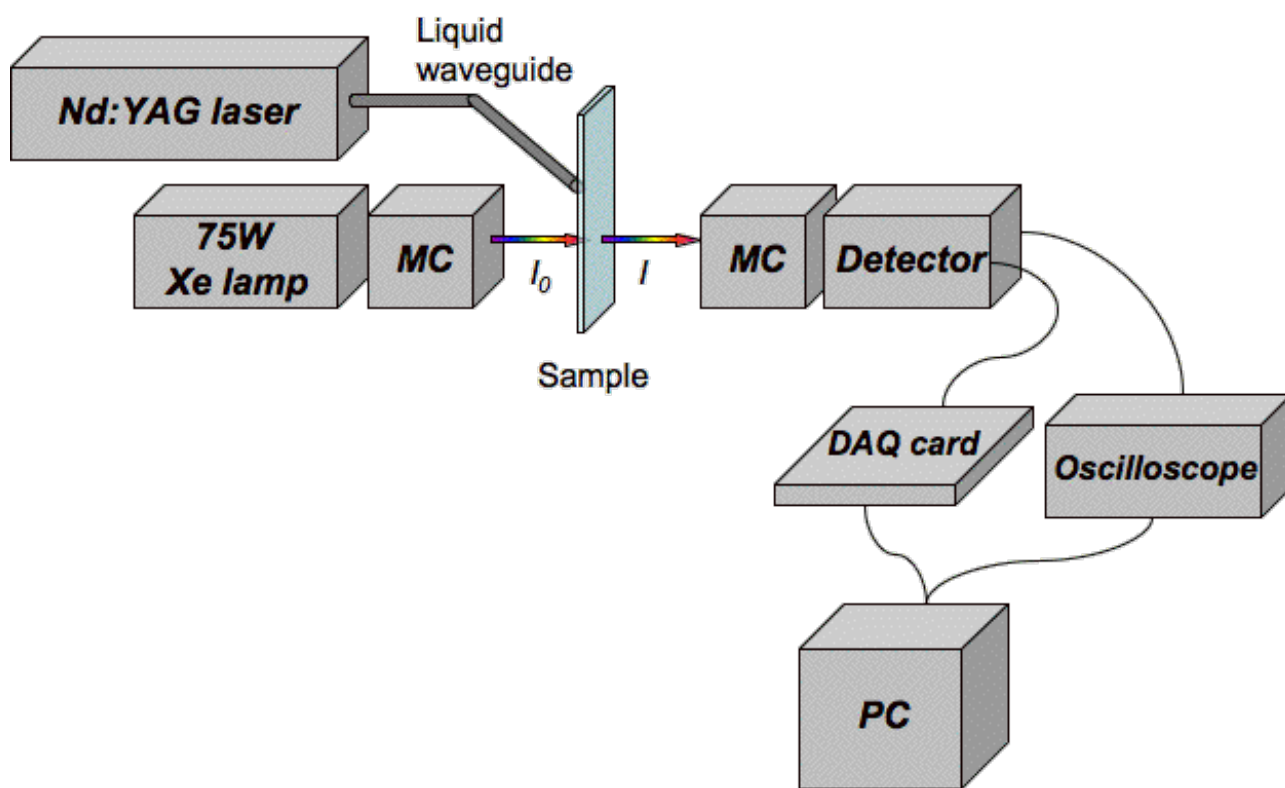 Liquid
waveguide
Nd:YAG laser
75W
Xe lamp
MC
I0
I
MC
Detector
Sample
DAQ card
Oscilloscope
PC